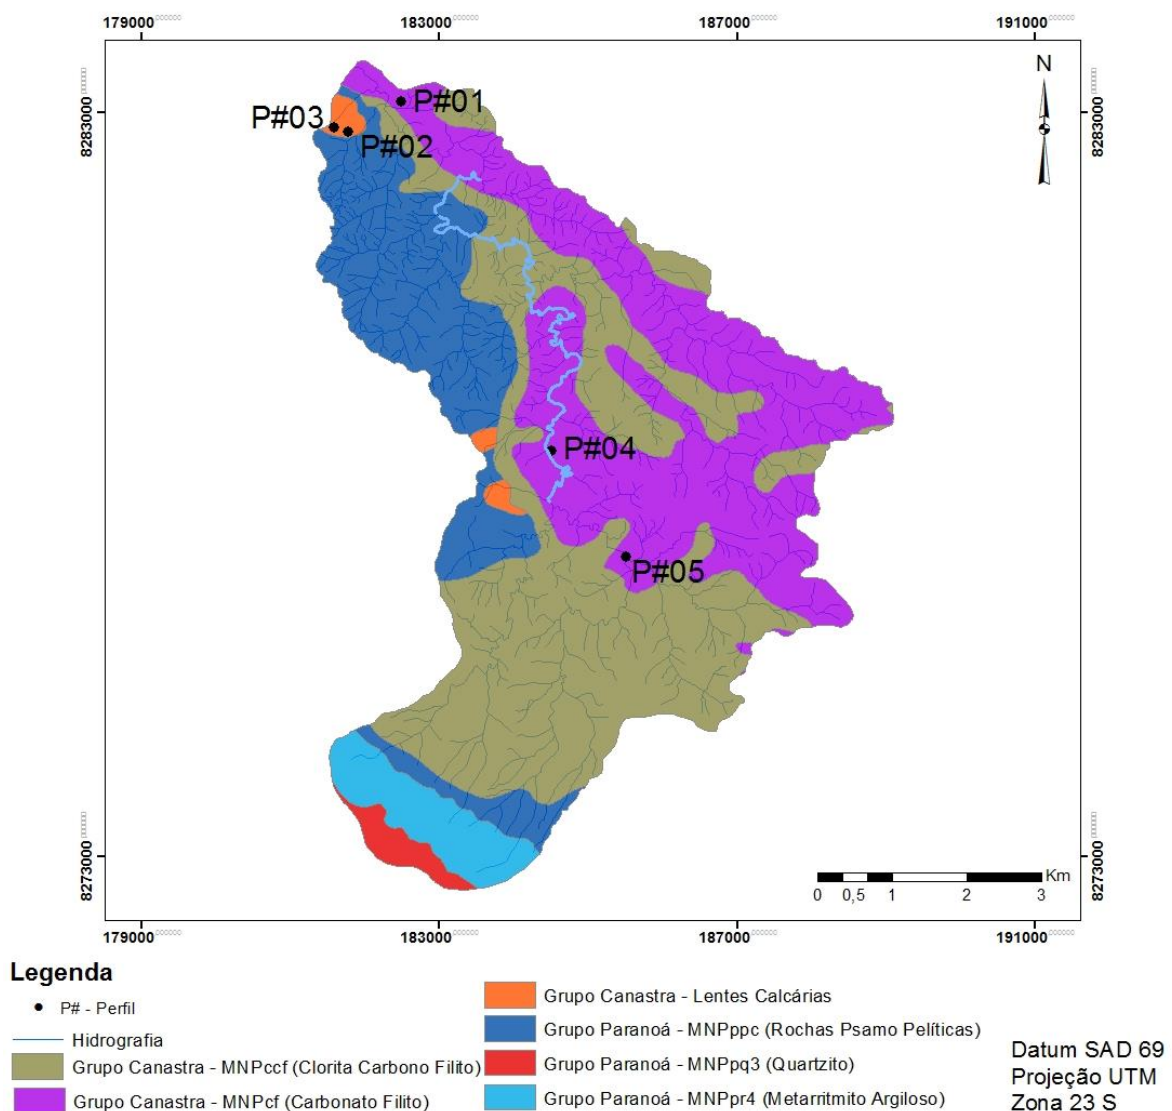 179000 183000 187000 191000
8283000
8283000
N
P#01
P#03
P#02
P#04
P#05
8273000
8273000
Km
0 0,5 1 2 3
179000 183000 187000 191000
Legenda
P# - Perfil
Hidrografia
Grupo Canastra - MNPccf (Clorita Carbono Filito)
Grupo Canastra - MNPcf (Carbonato Filito)
Grupo Canastra - Lentes Calcárias
Grupo Paranoá - MNPppc (Rochas Psamo Pelíticas)
Grupo Paranoá - MNPpq3 (Quartzito)
Grupo Paranoá - MNPpr4 (Metarritmito Argiloso)
Datum SAD 69
Projeção UTM
Zona 23 S